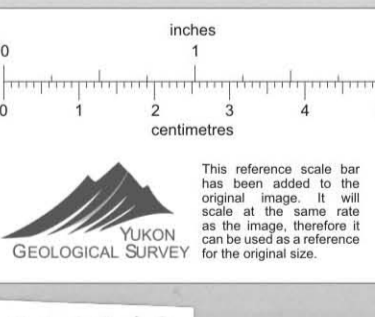 inches
0 1
0 1 2 3 4
centimetres
This reference scale bar
has been added to the
original image. It will
scale at the same rate
as the image, therefore it
can be used as a reference
for the original size.
YUKON
GEOLOGICAL SURVEY